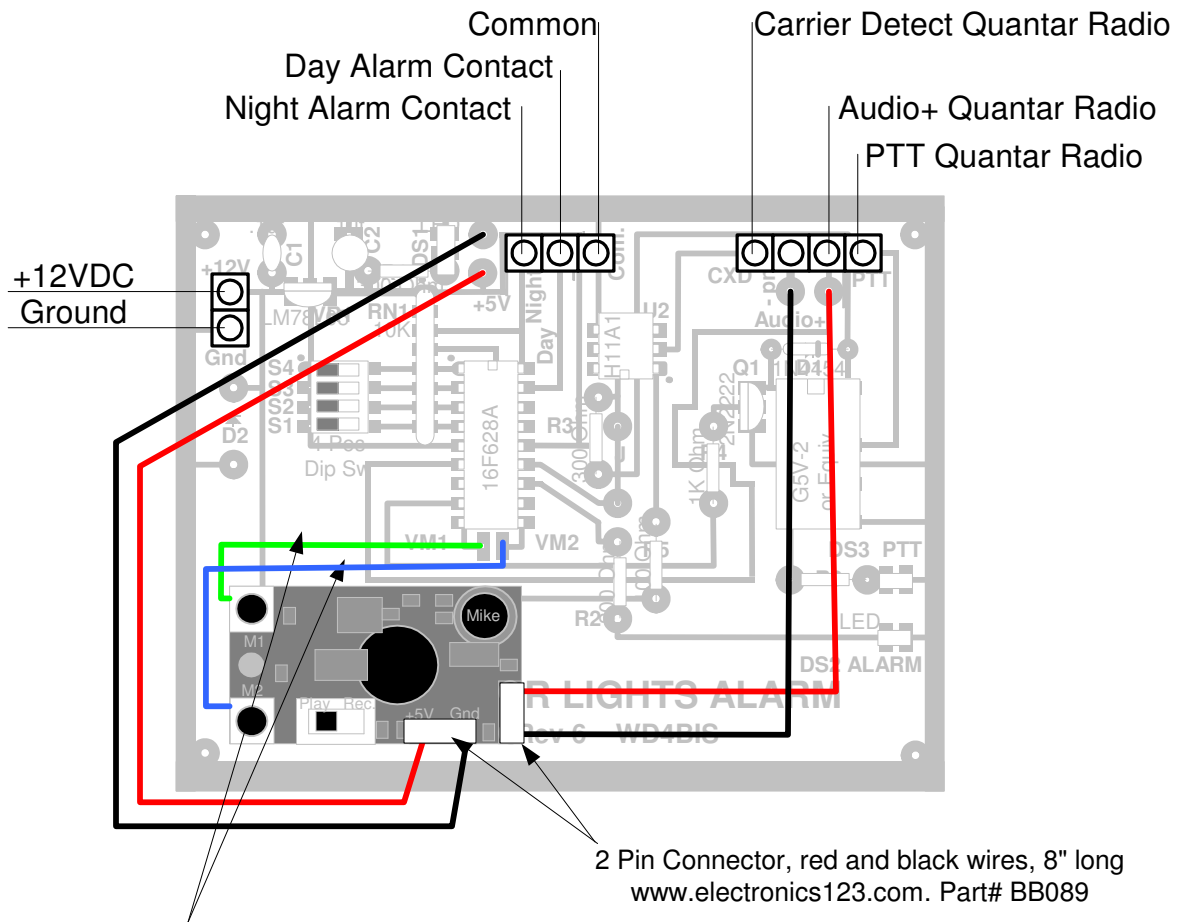 Common
Carrier Detect Quantar Radio
Day Alarm Contact
Night Alarm Contact
Audio+ Quantar Radio
PTT Quantar Radio
+12VDC
Ground
+12V
C1
C2
DS1
+5V
Night
Day
Com.
CXD
PTT
Audio+
Gnd
RN1
10K
U2
H11A1
Q1
2N2222
S4
S3
S2
S1
D2
Dip Sw
16F628A
R3
300 Ohm
1K Ohm
G5V-2
or Equiv
VM1
VM2
DS3 PTT
R2
LED
DS2 ALARM
Mike
M1
M2
Play
Rec.
+5V
Gnd
R LIGHTS ALARM
Rev 6
WD4BIS
2 Pin Connector, red and black wires, 8" long
www.electronics123.com. Part# BB089